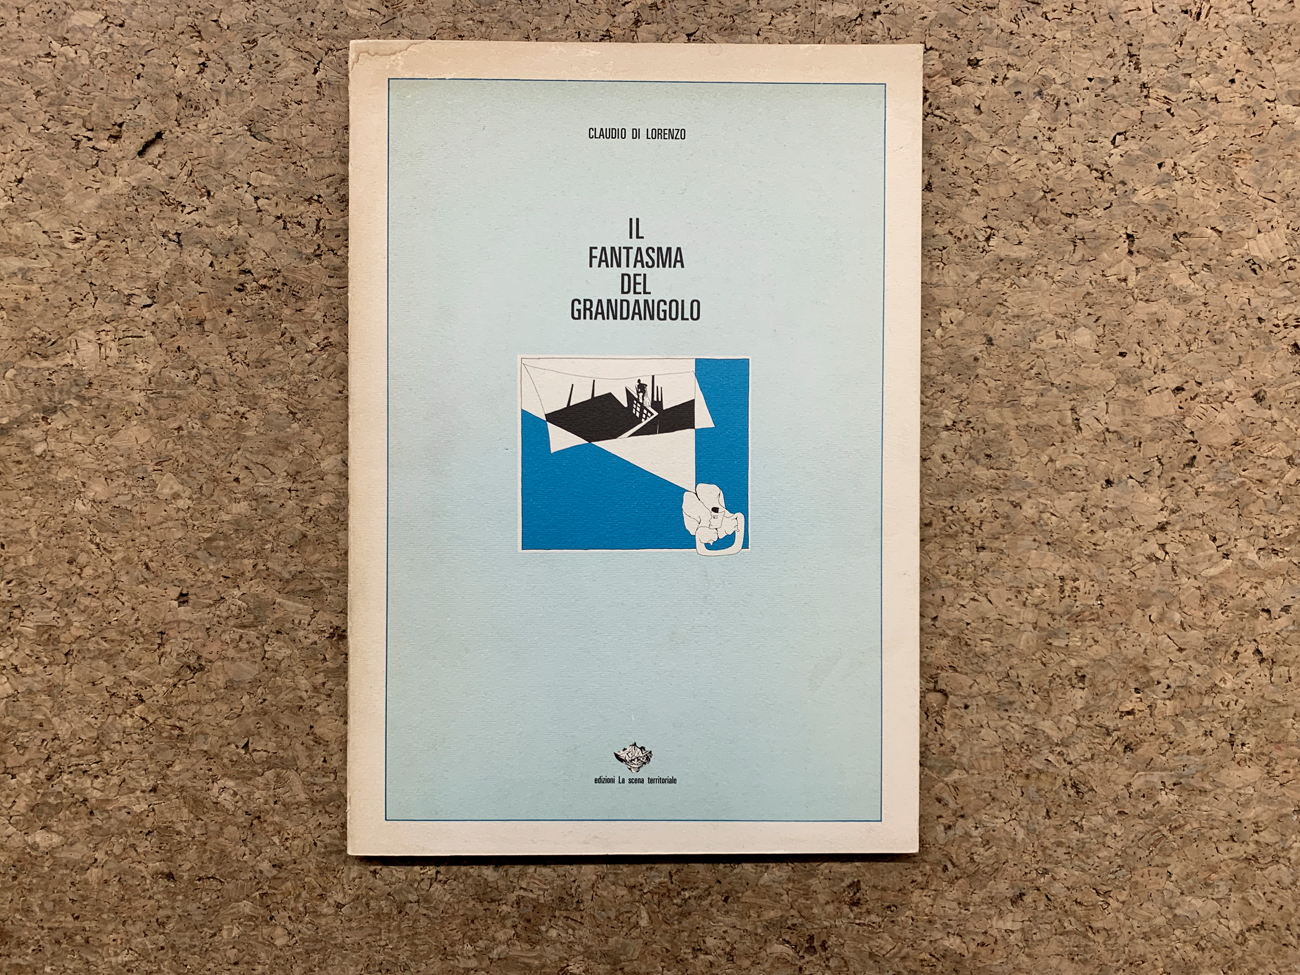 CLAUDIO DI LORENZO
IL
FANTASMA
DEL
GRANDANGOLO
edizioni La scena territoriale